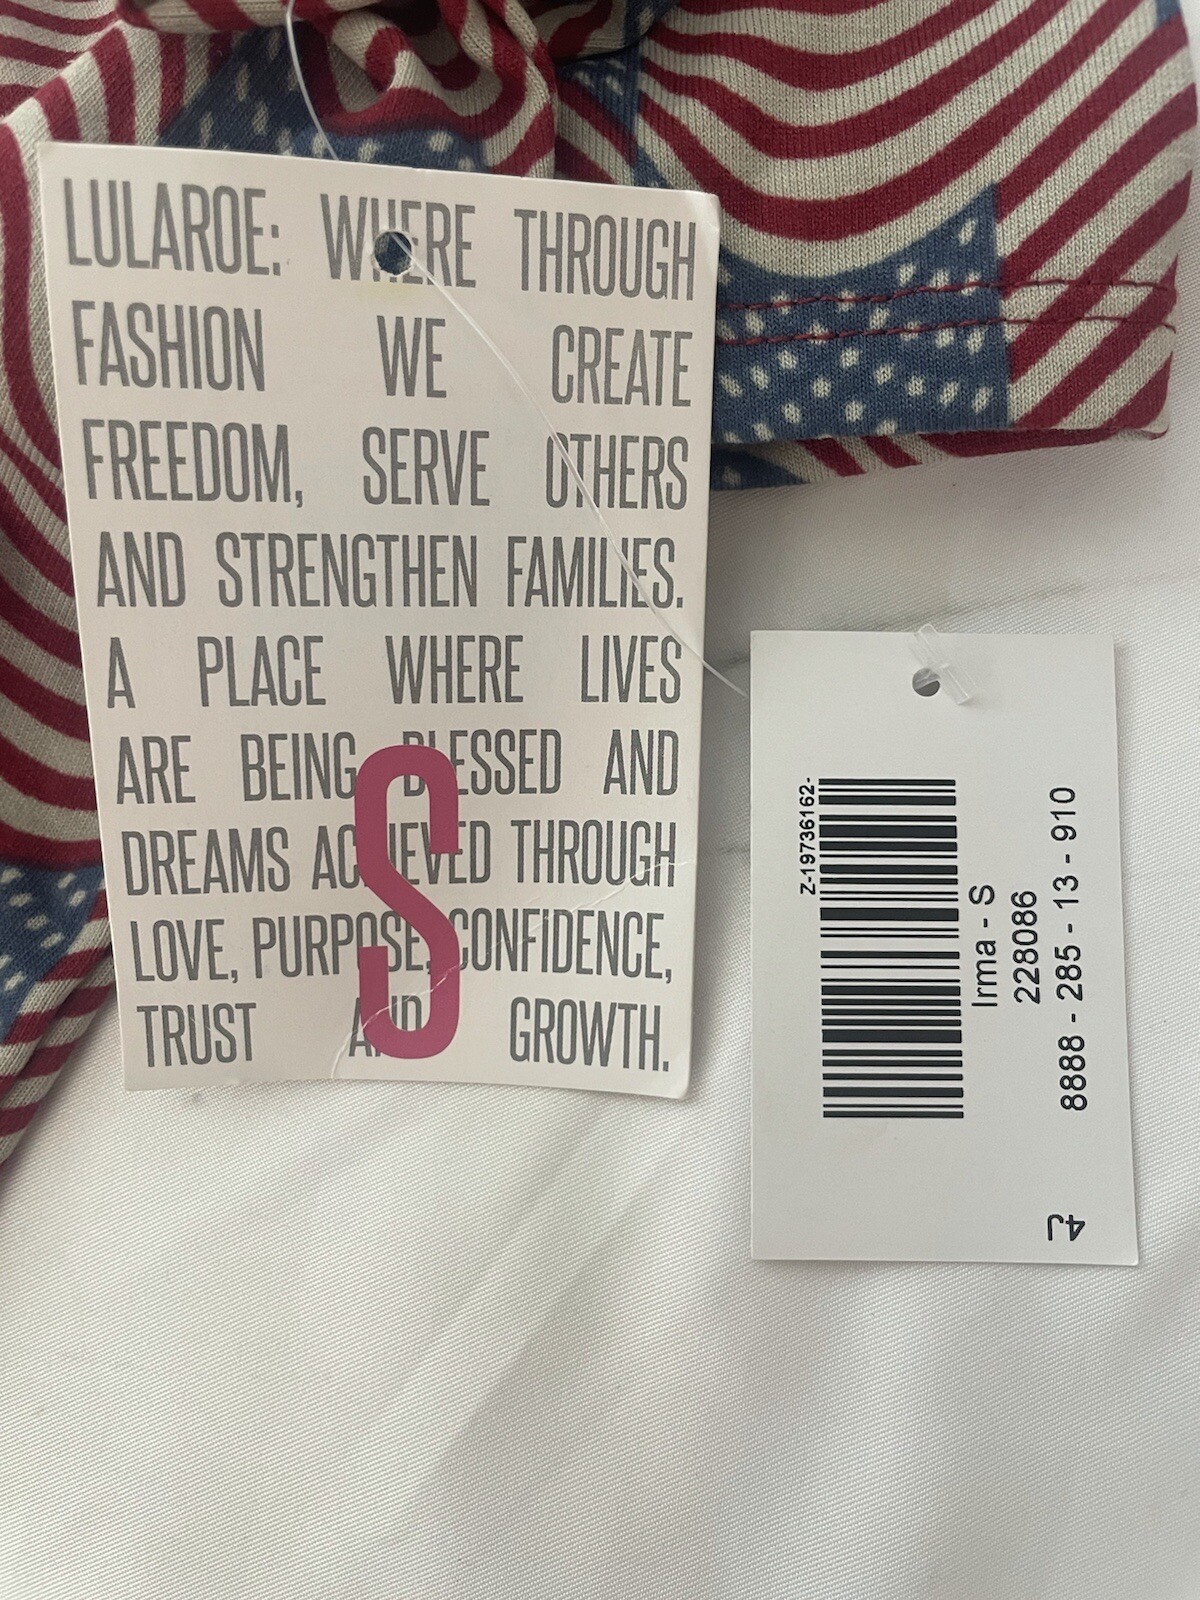 LULAROE: WHERE THROUGH
FASHION WE CREATE
FREEDOM, SERVE OTHERS
AND STRENGTHEN FAMILIES.
A PLACE WHERE LIVES
ARE BEING BLESSED AND
DREAMS ACHIEVED THROUGH
LOVE, PURPOSE, CONFIDENCE,
TRUST AND GROWTH.
S
Z-19736162-
Irma - S
228086
8888 - 285 - 13 - 910